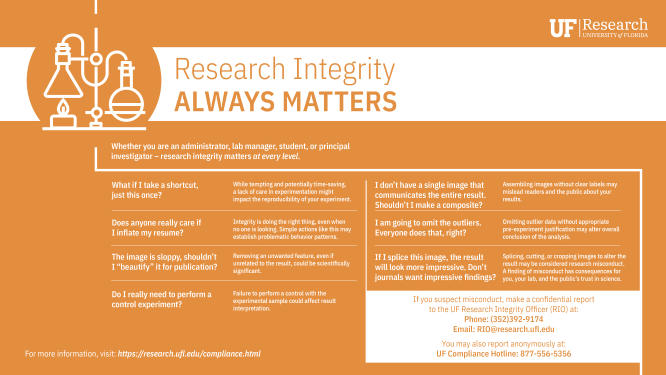 UF Research
UNIVERSITY of FLORIDA
Research Integrity
ALWAYS MATTERS
Whether you are an administrator, lab manager, student, or principal
investigator – research integrity matters at every level.
What if I take a shortcut,
just this once?
While tempting and potentially time-saving,
a lack of care in experimentation might
impact the reproducibility of your experiment.
Does anyone really care if
I inflate my resume?
Integrity is doing the right thing, even when
no one is looking. Simple actions like this may
establish problematic behavior patterns.
The image is sloppy, shouldn't
I “beautify” it for publication?
Removing an unwanted feature, even if
unrelated to the result, could be scientifically
significant.
Do I really need to perform a
control experiment?
Failure to perform a control with the
experimental sample could affect result
interpretation.
I don't have a single image that
communicates the entire result.
Shouldn't I make a composite?
Assembling images without clear labels may
mislead readers and the public about your
results.
I am going to omit the outliers.
Everyone does that, right?
Omitting outlier data without appropriate
pre-experiment justification may alter overall
conclusion of the analysis.
If I splice this image, the result
will look more impressive. Don't
journals want impressive findings?
Splicing, cutting, or cropping images to alter the
result may be considered research misconduct.
A finding of misconduct has consequences for
you, your lab, and the public's trust in science.
If you suspect misconduct, make a confidential report
to the UF Research Integrity Officer (RIO) at:
Phone: (352)392-9174
Email: RIO@research.ufl.edu
You may also report anonymously at:
UF Compliance Hotline: 877-556-5356
For more information, visit: https://research.ufl.edu/compliance.html